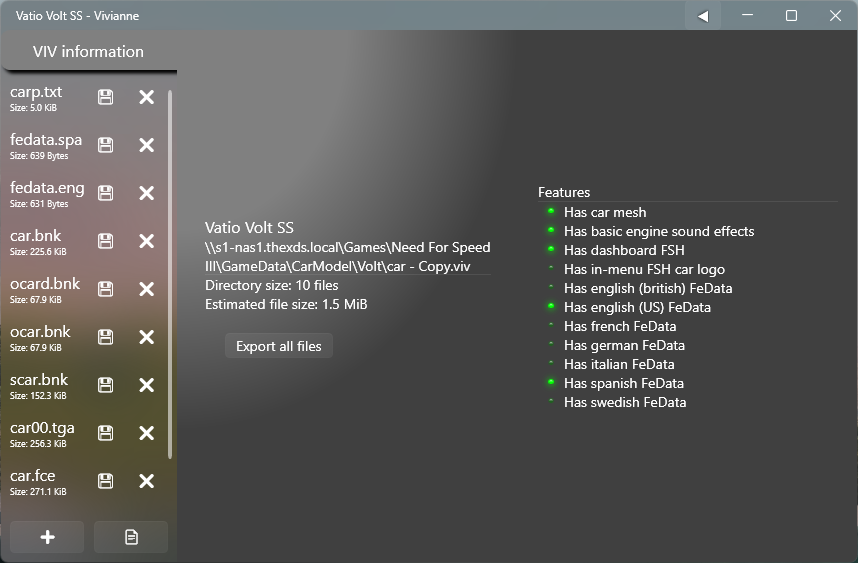 Vatio Volt SS - Vivianne
VIV information
carp.txt
Size: 5.0 KiB
fedata.spa
Size: 639 Bytes
fedata.eng
Size: 631 Bytes
car.bnk
Size: 225.6 KiB
ocard.bnk
Size: 67.9 KiB
ocar.bnk
Size: 67.9 KiB
scar.bnk
Size: 152.3 KiB
car00.tga
Size: 256.3 KiB
car.fce
Size: 271.1 KiB
Vatio Volt SS
\\s1-nas1.thexds.local\Games\Need For Speed
III\GameData\CarModel\Volt\car - Copy.viv
Directory size: 10 files
Estimated file size: 1.5 MiB
Export all files
Features
Has car mesh
Has basic engine sound effects
Has dashboard FSH
Has in-menu FSH car logo
Has english (british) FeData
Has english (US) FeData
Has french FeData
Has german FeData
Has italian FeData
Has spanish FeData
Has swedish FeData